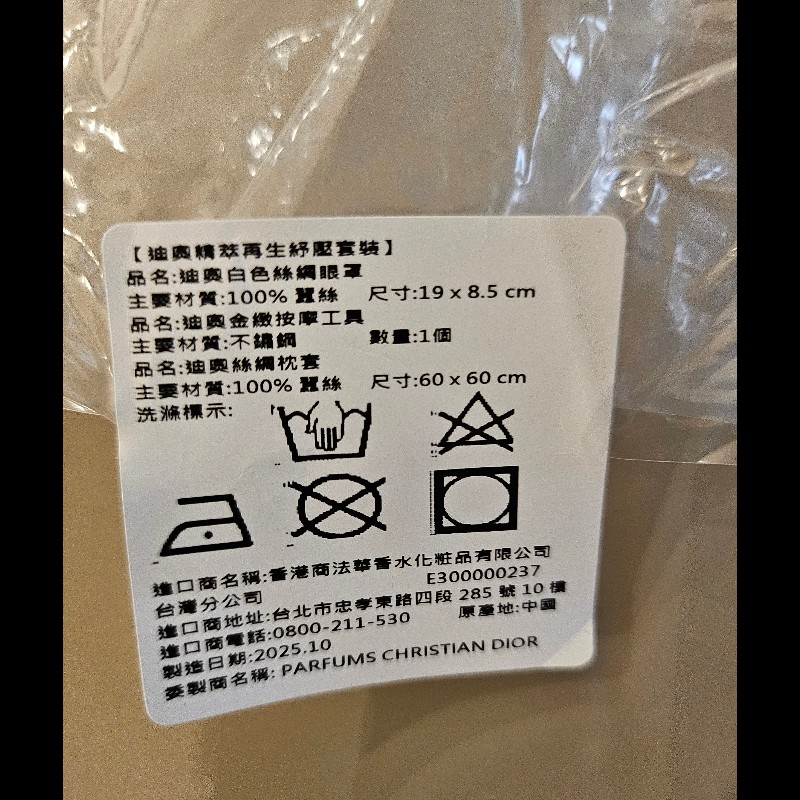 【迪奧精萃再生紓壓套裝】
品名:迪奧白色絲綢眼罩
主要材質:100% 蠶絲 尺寸:19 x 8.5 cm
品名:迪奧金緻按摩工具
主要材質:不鏽鋼 數量:1個
品名:迪奧絲綢枕套
主要材質:100% 蠶絲 尺寸:60 x 60 cm
洗滌標示:
進口商名稱:香港商法華香水化粧品有限公司
台灣分公司 E300000237
進口商地址:台北市忠孝東路四段 285 號 10 樓
進口商電話:0800-211-530 原產地:中國
製造日期:2025.10
委製商名稱: PARFUMS CHRISTIAN DIOR